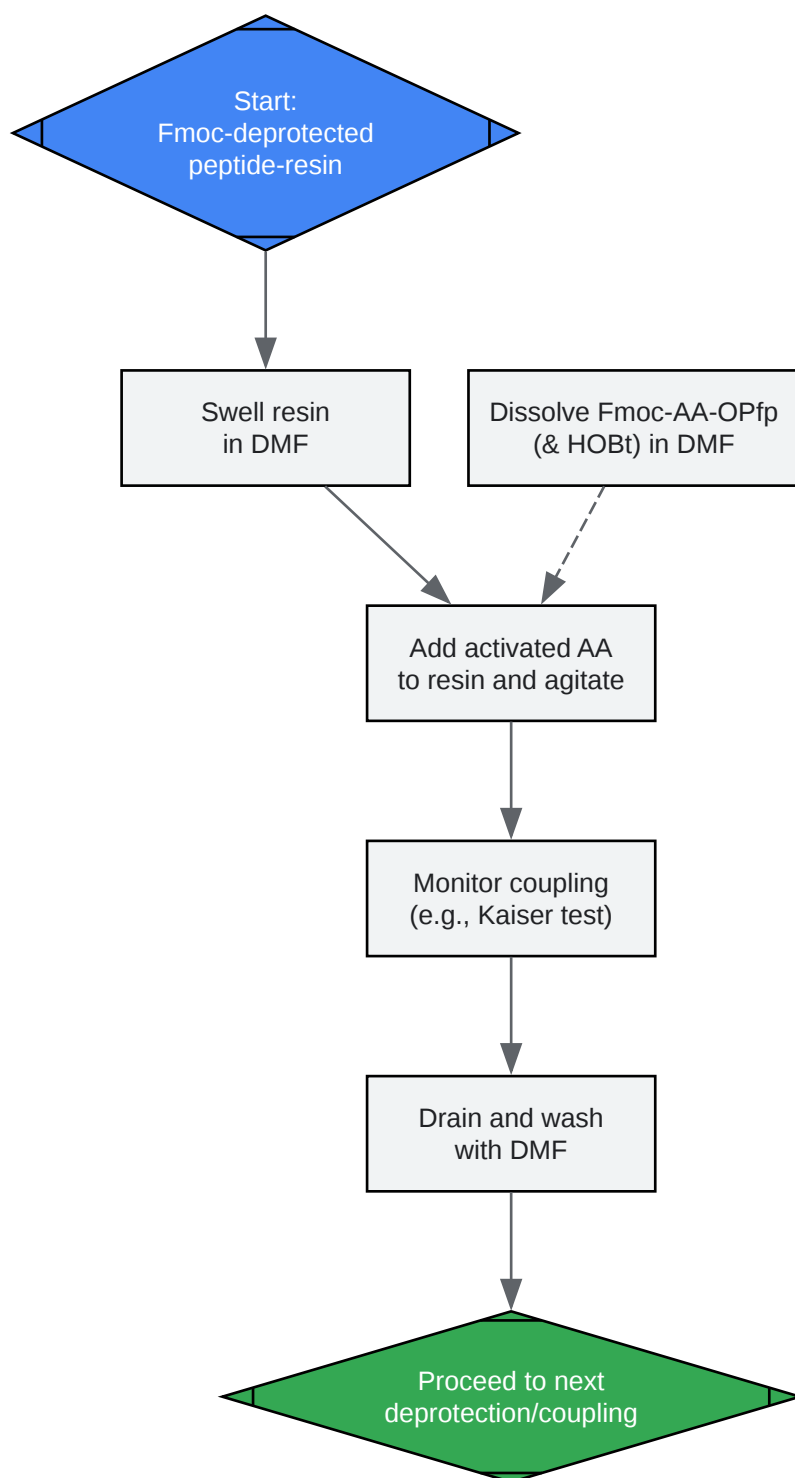 Start:
Fmoc-deprotected
peptide-resin
Swell resin
in DMF
Dissolve Fmoc-AA-OPfp
(& HOBt) in DMF
Add activated AA
to resin and agitate
Monitor coupling
(e.g., Kaiser test)
Drain and wash
with DMF
Proceed to next
deprotection/coupling